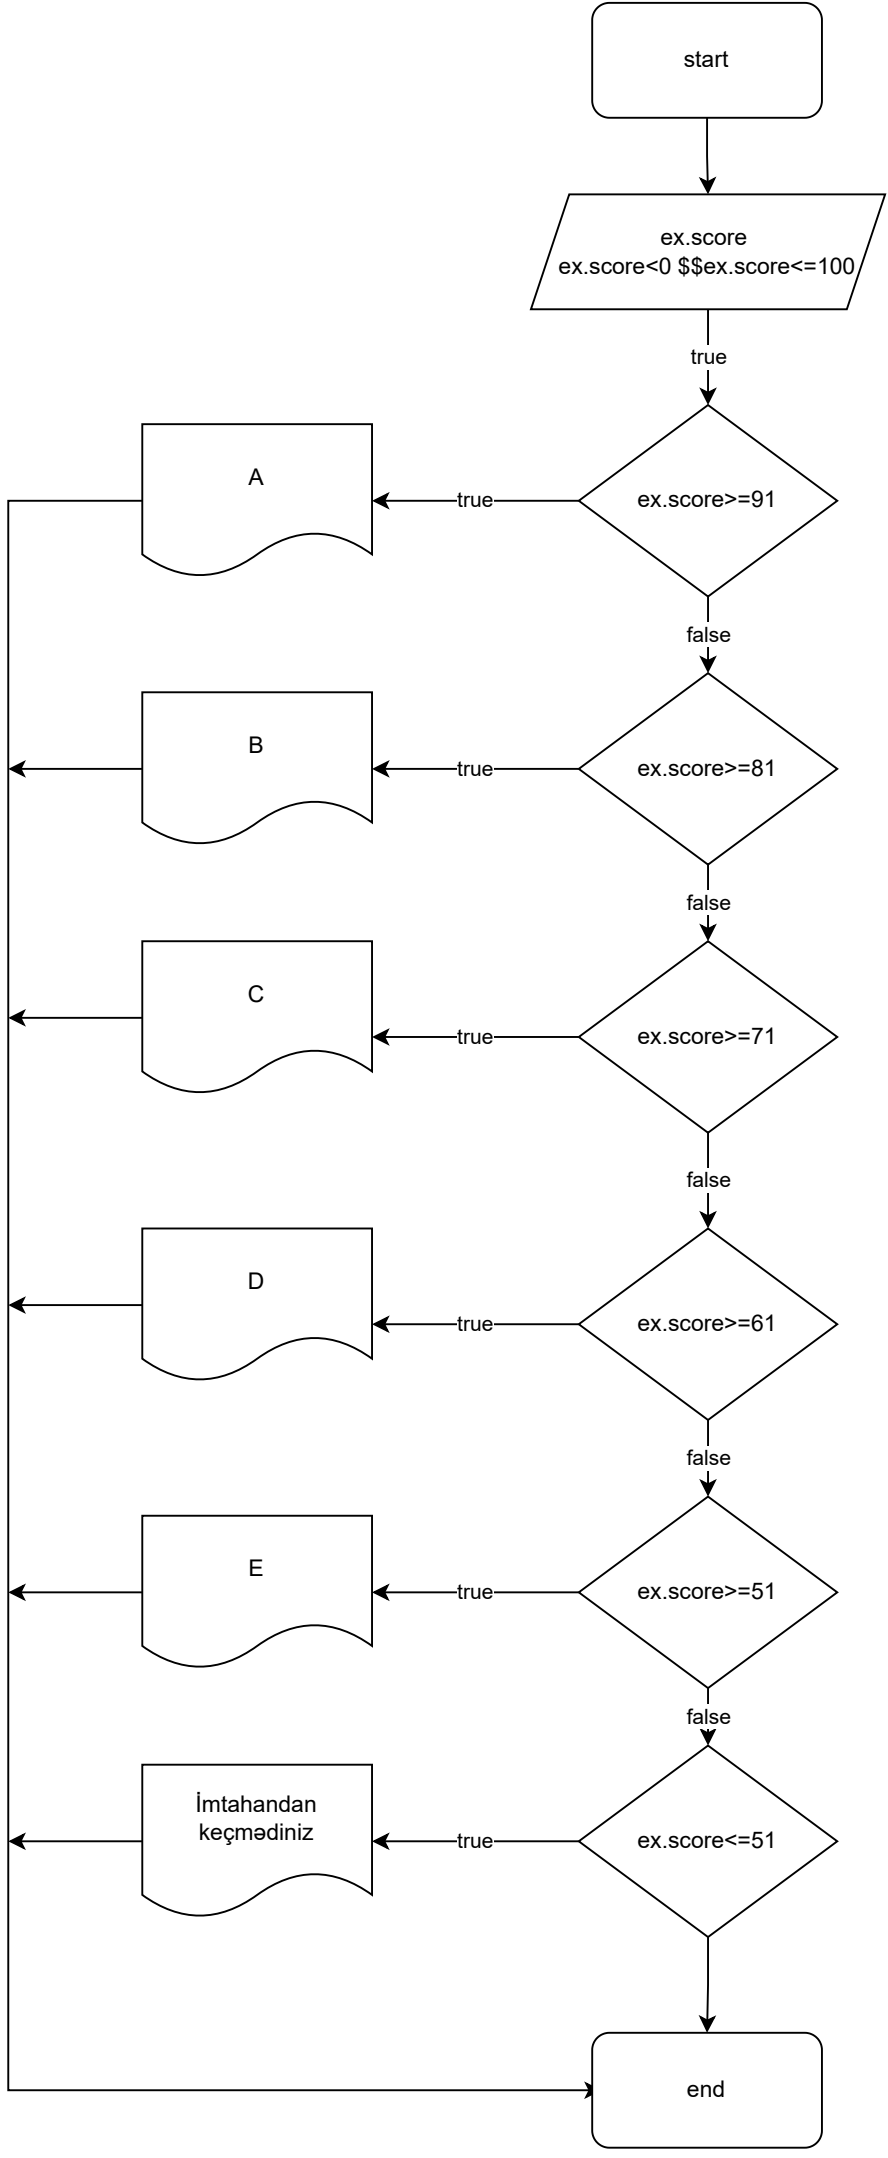 start
ex.score
ex.score<0 $$ex.score<=100
true
A
true
ex.score>=91
false
B
true
ex.score>=81
false
C
true
ex.score>=71
false
D
true
ex.score>=61
false
E
true
ex.score>=51
false
İmtahandan
keçmədiniz
true
ex.score<=51
end